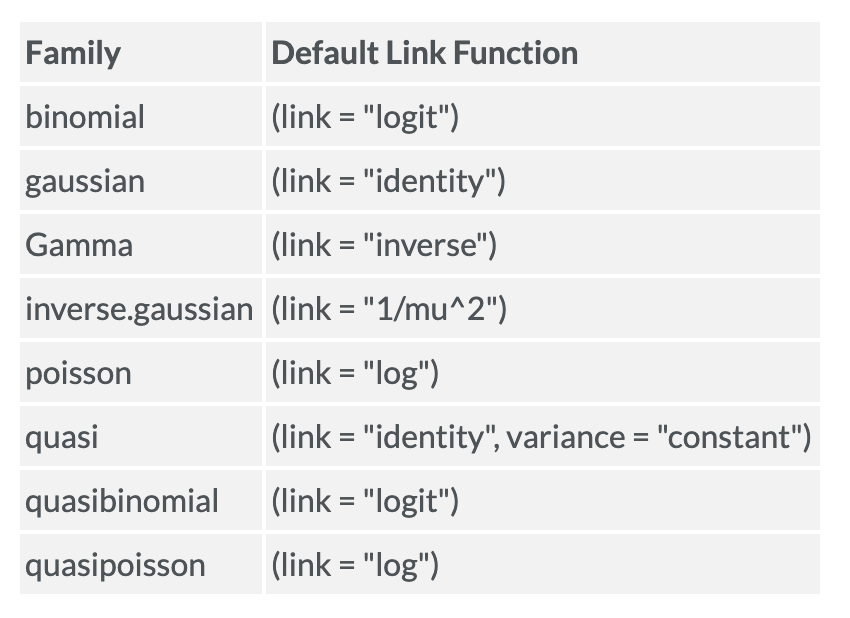 Family Default Link Function
binomial (link = "logit")
gaussian (link = "identity")
Gamma (link = "inverse")
inverse.gaussian (link = "1/mu^2")
poisson (link = "log")
quasi (link = "identity", variance = "constant")
quasibinomial (link = "logit")
quasipoisson (link = "log")